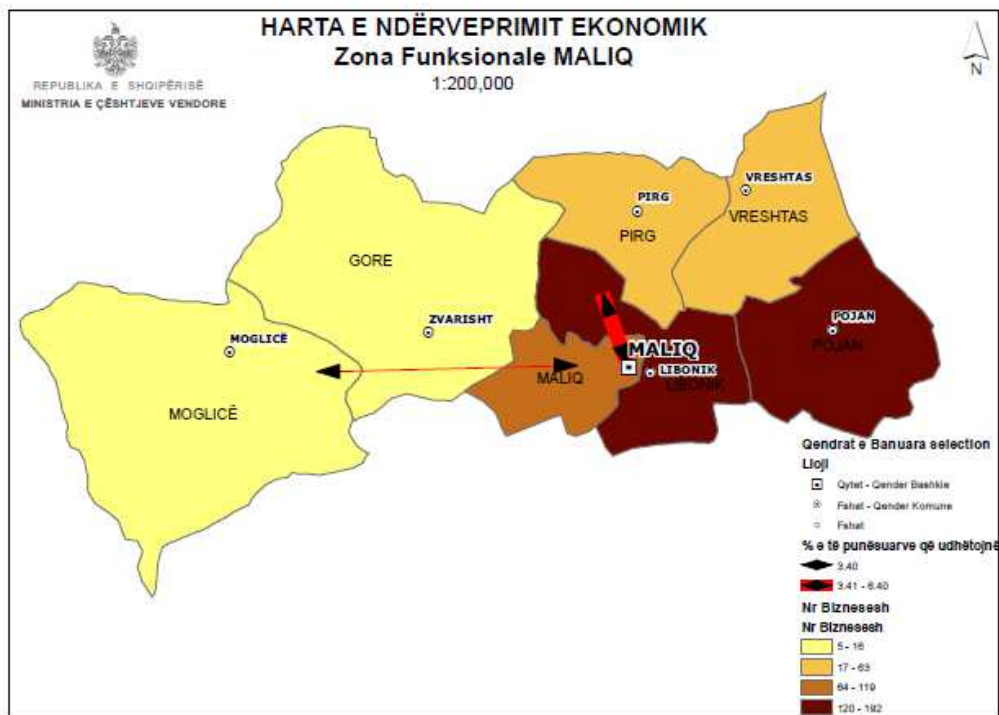 HARTA E NDËRVEPRIMIT EKONOMIK
Zona Funksionale MALIQ
1:200,000
REPUBLIKA E SHQIPËRISË
MINISTRIA E ÇËSHTJEVE VENDORE
N
VRESHTAS
VRESHTAS
PIRG
PIRG
GORE
ZVARISHT
MOGLICË
MOGLICË
POJAN
POJAN
MALIQ
LIBONIK
LIBONIK
MALIQ
Qendrat e Banuara selection
Lloji
Qytet - Qender Bashkie
Fshat - Qender Komune
Fshat
% e të punësuarve që udhëtojnë
3.40
3.41 - 6.40
Nr Biznesesh
Nr Biznesesh
5 - 16
17 - 63
64 - 119
120 - 192